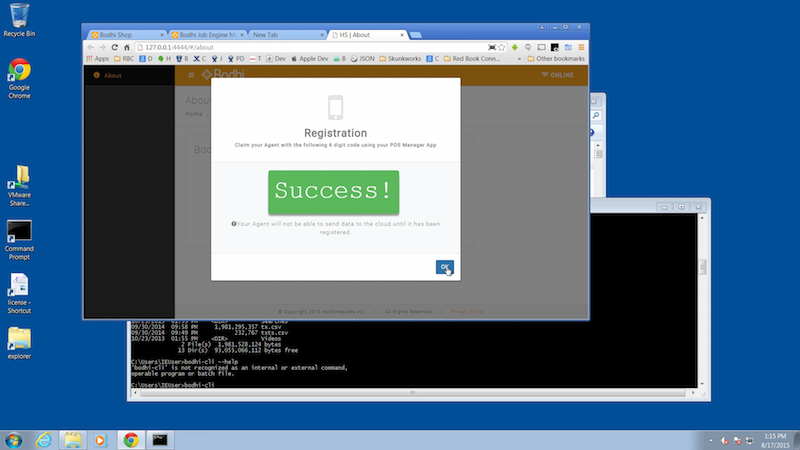 Recycle Bin
Google
Chrome
VMware
Share...
Command
Prompt
license -
Shortcut
explorer
Bodhi Shop
Bodhi Job Engine M
New Tab
HS | About
127.0.0.1:4444/#/about
Apps
RBC
D
H
B
X
C
J
PD
T
Dev
Apple Dev
B
JSON
Skunkworks
Red Book Conn...
»
Other bookmarks
About
Bodhi
ONLINE
Abou
Home
Registration
Claim your Agent with the following 6 digit code using your POS Manager App
Success!
Your Agent will not be able to send data to the cloud until it has been
registered.
OK
All Rights Reserved
Privacy Policy
09/30/2014 09:58 PM 1,981,295,357 tx.csv
09/30/2014 09:49 PM 232,767 txts.csv
10/23/2013 01:55 PM <DIR> Videos
2 File(s) 1,981,528,124 bytes
13 Dir(s) 93,055,066,112 bytes free
C:\Users\IEUser>bodhi-cli --help
'bodhi-cli' is not recognized as an internal or external command,
operable program or batch file.
C:\Users\IEUser>bodhi-cli
1:15 PM
8/17/2015